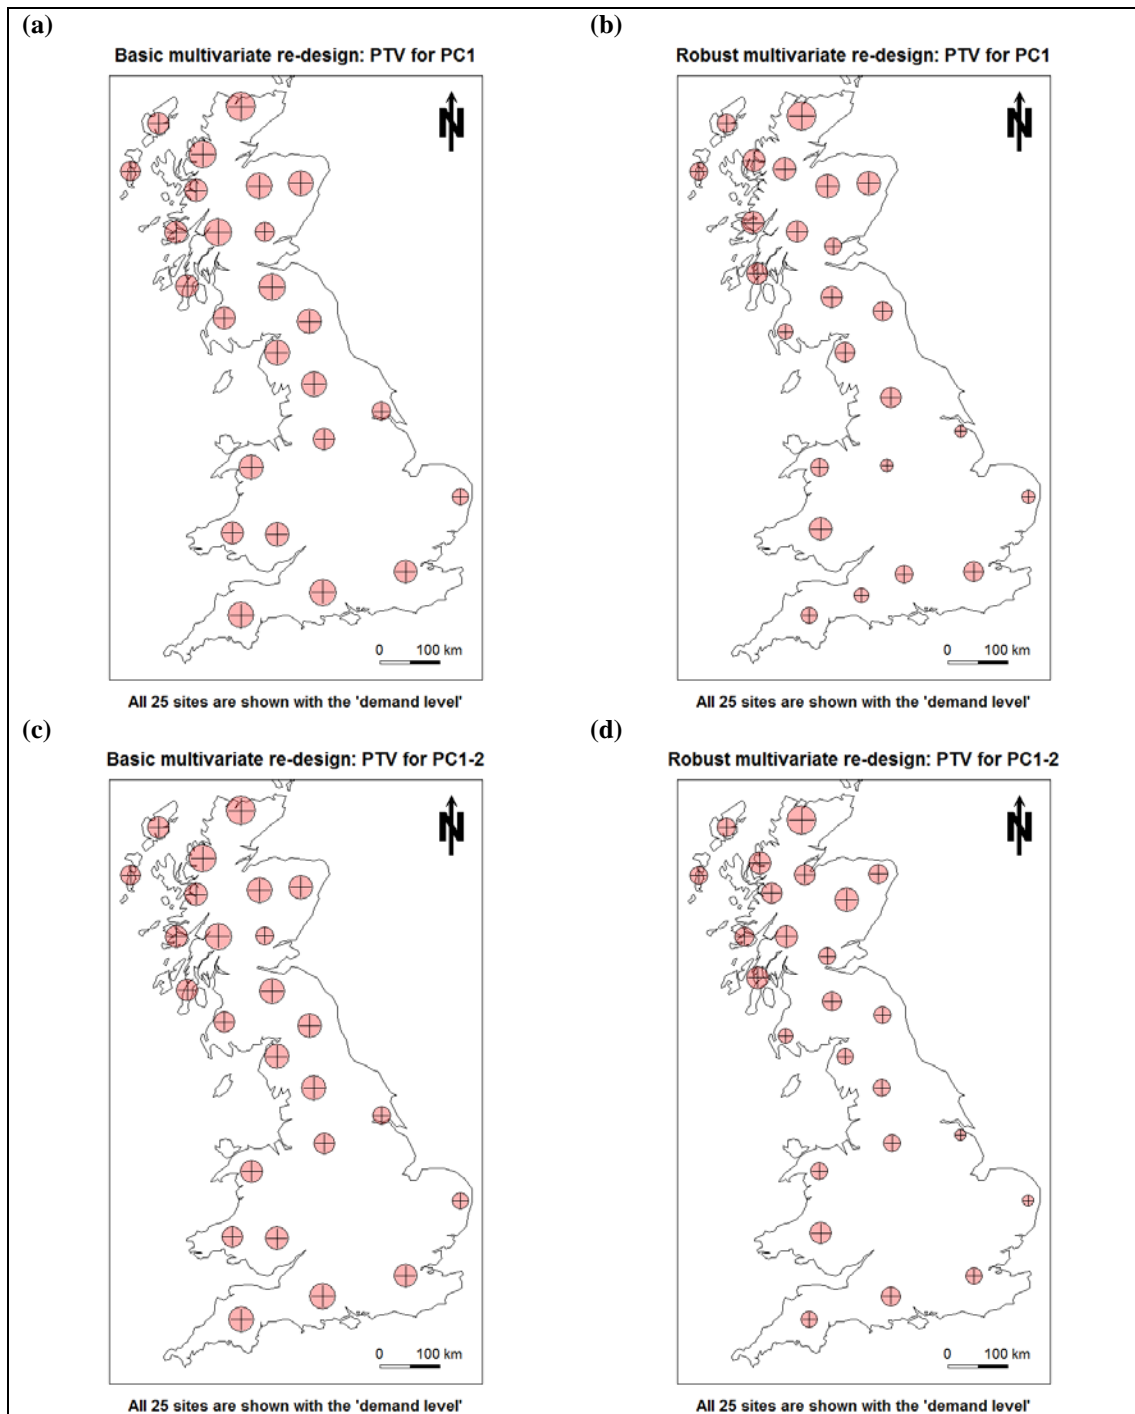 (a)
Basic multivariate re-design: PTV for PC1
N
0 100 km
All 25 sites are shown with the 'demand level'
(b)
Robust multivariate re-design: PTV for PC1
N
0 100 km
All 25 sites are shown with the 'demand level'
(c)
Basic multivariate re-design: PTV for PC1-2
N
0 100 km
All 25 sites are shown with the 'demand level'
(d)
Robust multivariate re-design: PTV for PC1-2
N
0 100 km
All 25 sites are shown with the 'demand level'